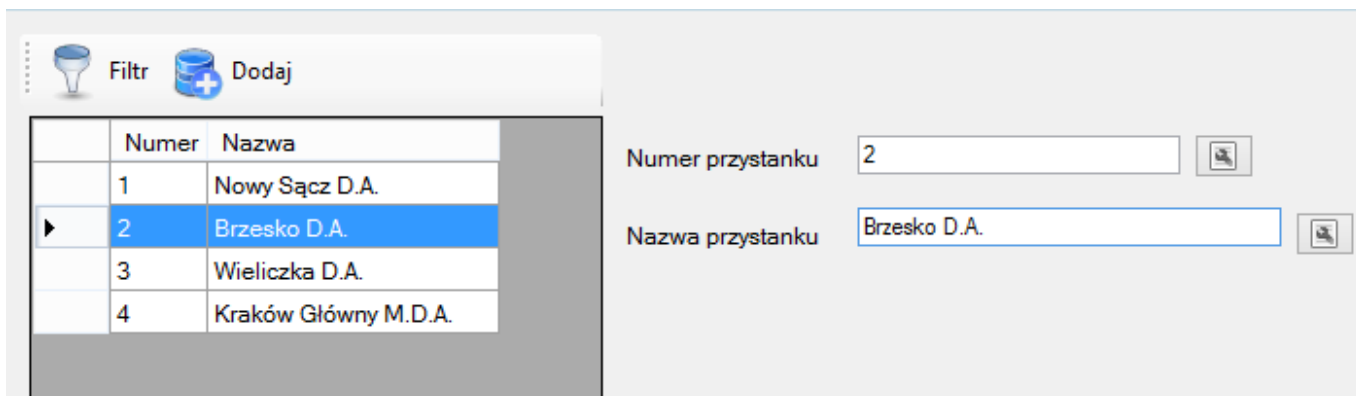 Filtr Dodaj
Numer Nazwa
1 Nowy Sącz D.A.
2 Brzesko D.A.
3 Wieliczka D.A.
4 Kraków Główny M.D.A.
Numer przystanku 2
Nazwa przystanku Brzesko D.A.